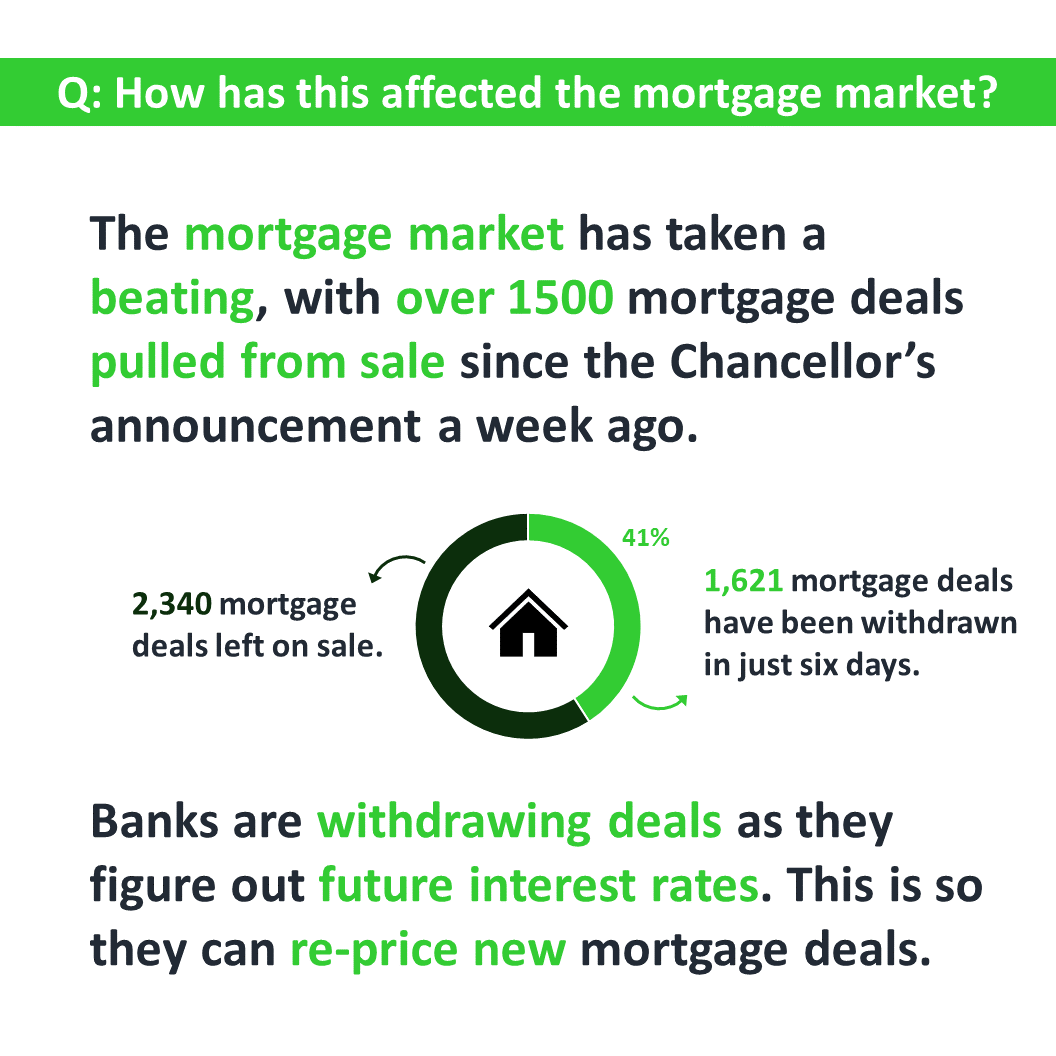 Q: How has this affected the mortgage market?
The mortgage market has taken a
beating, with over 1500 mortgage deals
pulled from sale since the Chancellor’s
announcement a week ago.
41%
2,340 mortgage
deals left on sale.
1,621 mortgage deals
have been withdrawn
in just six days.
Banks are withdrawing deals as they
figure out future interest rates. This is so
they can re-price new mortgage deals.